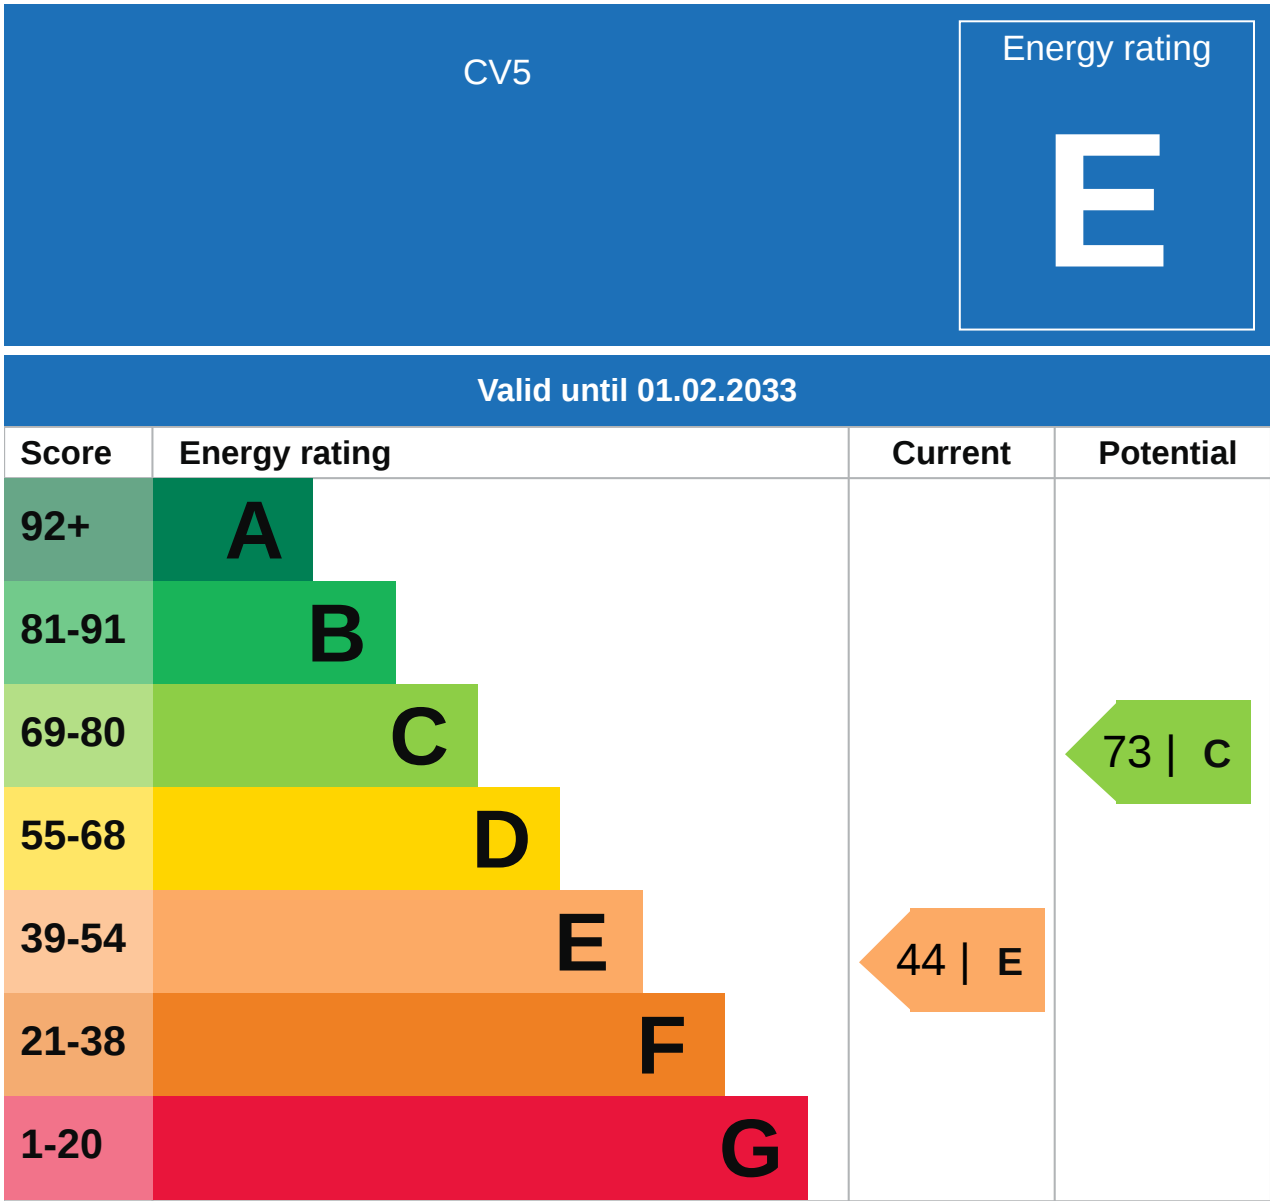 CV5
Energy rating
E
Valid until 01.02.2033
Score Energy rating Current Potential
92+ A
81-91 B
69-80 C 73 | C
55-68 D
39-54 E 44 | E
21-38 F
1-20 G